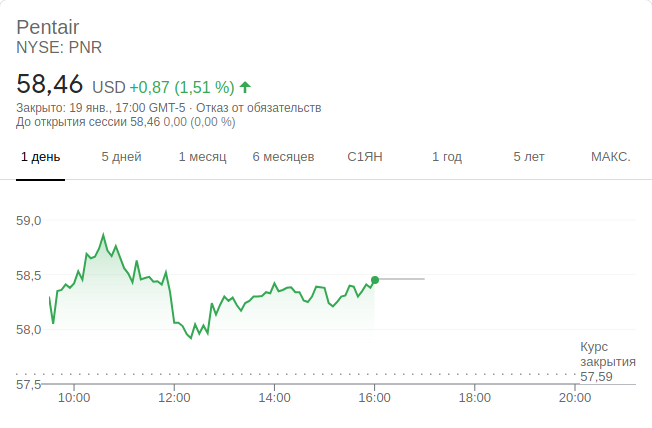 Pentair
NYSE: PNR
58,46 USD +0,87 (1,51 %)
Закрыто: 19 янв., 17:00 GMT-5 · Отказ от обязательств
До открытия сессии 58,46 0,00 (0,00 %)
1 день 5 дней 1 месяц 6 месяцев С1ЯН 1 год 5 лет МАКС.
59,0
58,5
58,0
Курс
закрытия
57,59
57,5
10:00 12:00 14:00 16:00 18:00 20:00